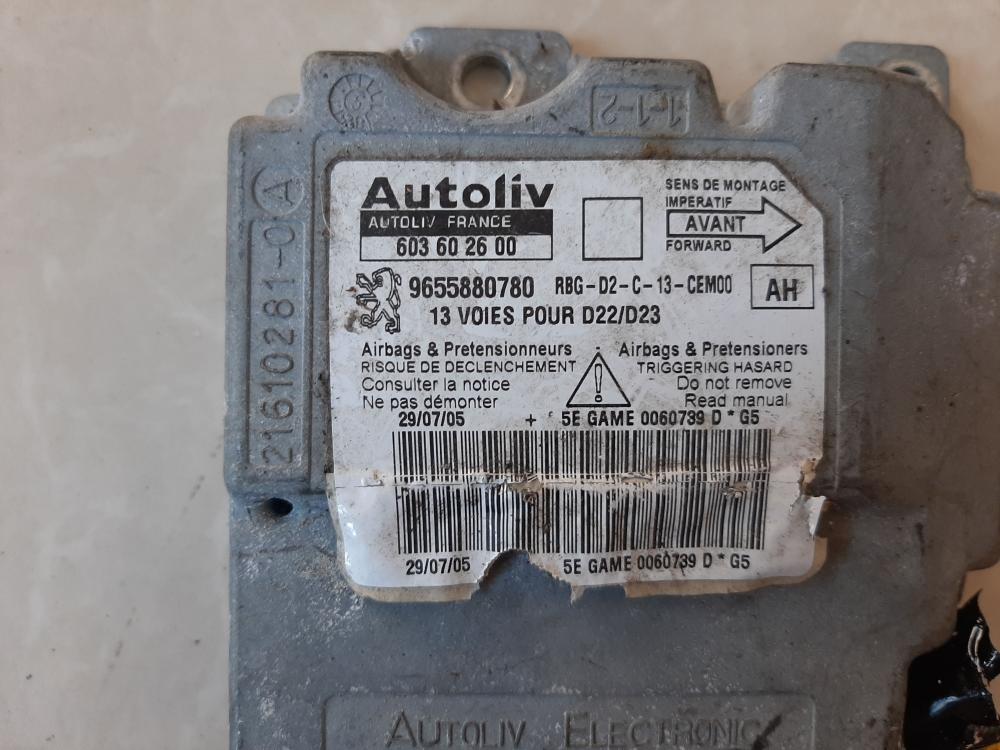 1-1-2
21610281-0 A
Autoliv
AUTOLIV FRANCE
603 60 26 00
SENS DE MONTAGE
IMPERATIF
AVANT
FORWARD
9655880780 RBG-D2-C-13-CEM00 AH
13 VOIES POUR D22/D23
Airbags & Pretensionneurs
RISQUE DE DECLENCHEMENT
Consulter la notice
Ne pas démonter
Airbags & Pretensioners
TRIGGERING HASARD
Do not remove
Read manual
29/07/05 + 5E GAME 0060739 D * G5
29/07/05 5E GAME 0060739 D * G5
AUTOLIV ELECTRONIC